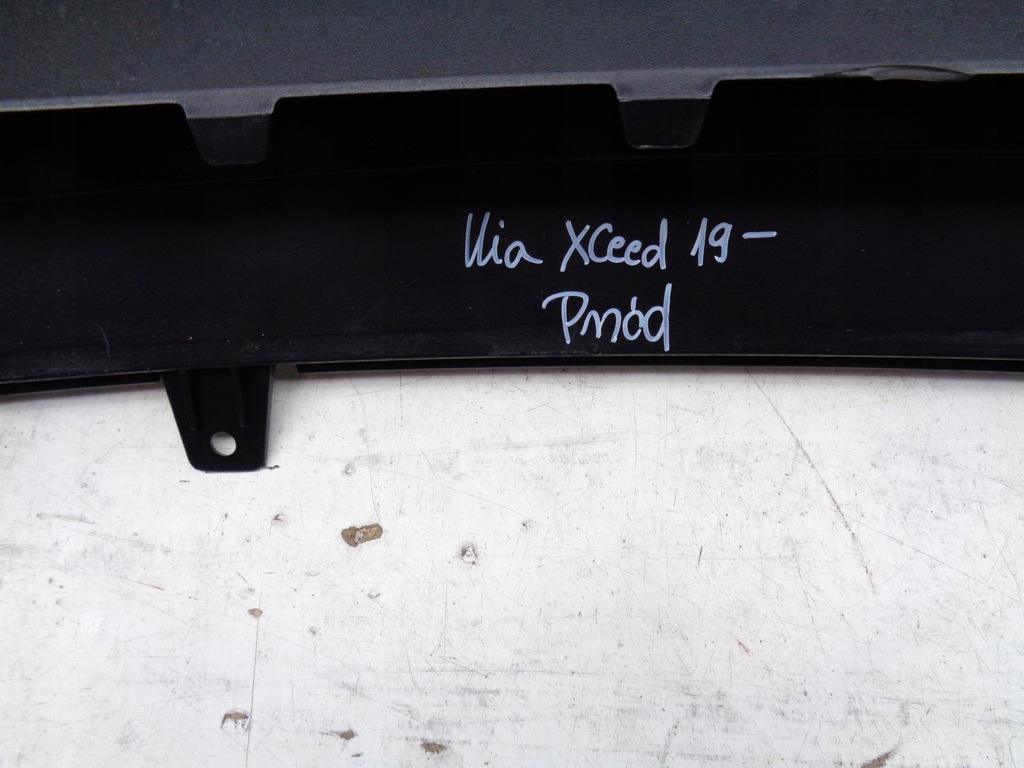 Kia XCeed 19-
Przód